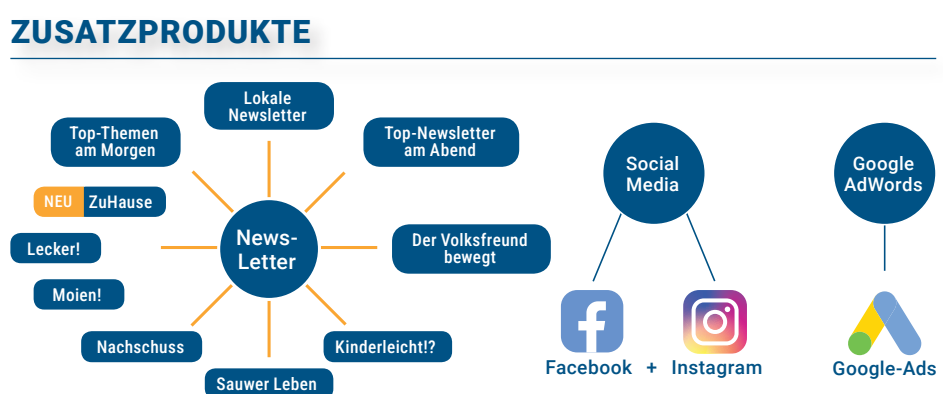 ZUSATZPRODUKTE
Lokale
Newsletter
Top-Themen
am Morgen
Top-Newsletter
am Abend
NEU ZuHause
Lecker!
Moien!
News-
Letter
Der Volksfreund
bewegt
Nachschuss
Kinderleicht!?
Sauwer Leben
Social
Media
Facebook + Instagram
Google
AdWords
Google-Ads